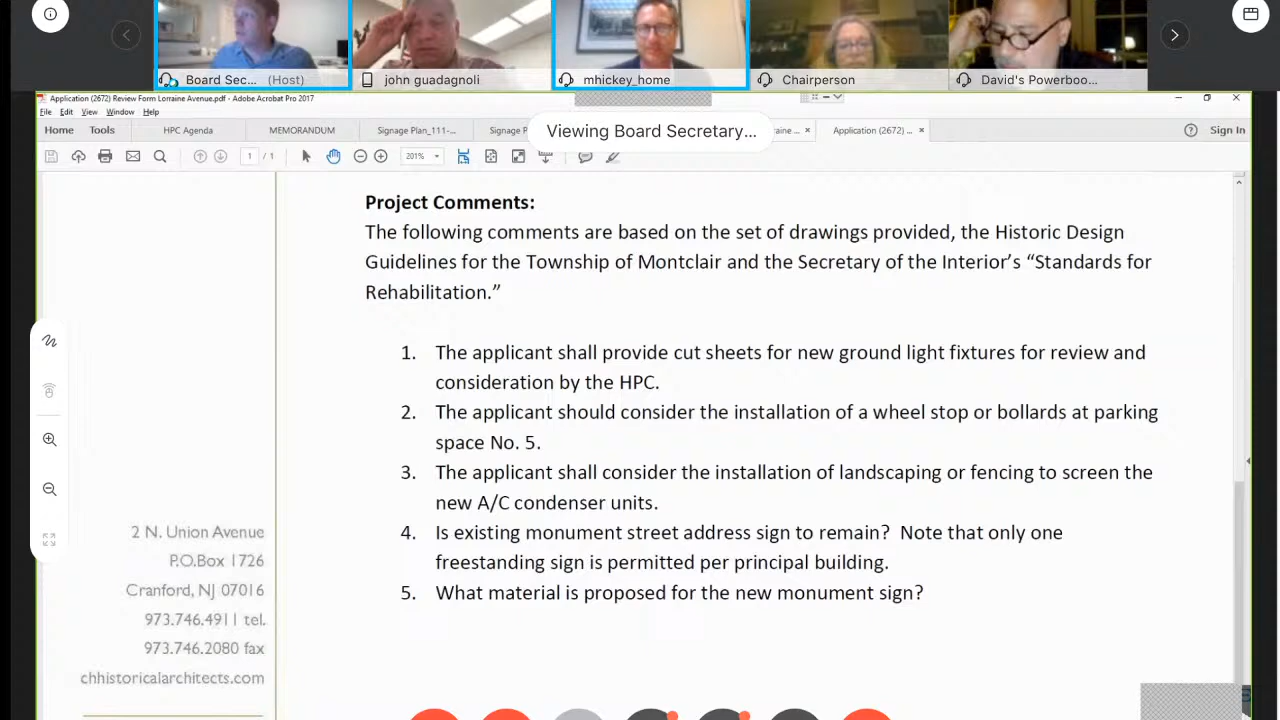 Board Sec... (Host)
john guadagnoli
mhickey_home
Chairperson
David's Powerboo...
Application (2672) Review Form Lorraine Avenue.pdf - Adobe Acrobat Pro 2017
File Edit View Window Help
Home Tools HPC Agenda MEMORANDUM Signage Plan_111-... Signage P
Viewing Board Secretary...
raine ... × Application (2672) ... × Sign In
1 / 1 201%
Project Comments:
The following comments are based on the set of drawings provided, the Historic Design
Guidelines for the Township of Montclair and the Secretary of the Interior's “Standards for
Rehabilitation.”
1. The applicant shall provide cut sheets for new ground light fixtures for review and
consideration by the HPC.
2. The applicant should consider the installation of a wheel stop or bollards at parking
space No. 5.
3. The applicant shall consider the installation of landscaping or fencing to screen the
new A/C condenser units.
4. Is existing monument street address sign to remain?  Note that only one
freestanding sign is permitted per principal building.
5. What material is proposed for the new monument sign?
2 N. Union Avenue
P.O.Box 1726
Cranford, NJ 07016
973.746.4911 tel.
973.746.2080 fax
chhistoricalarchitects.com